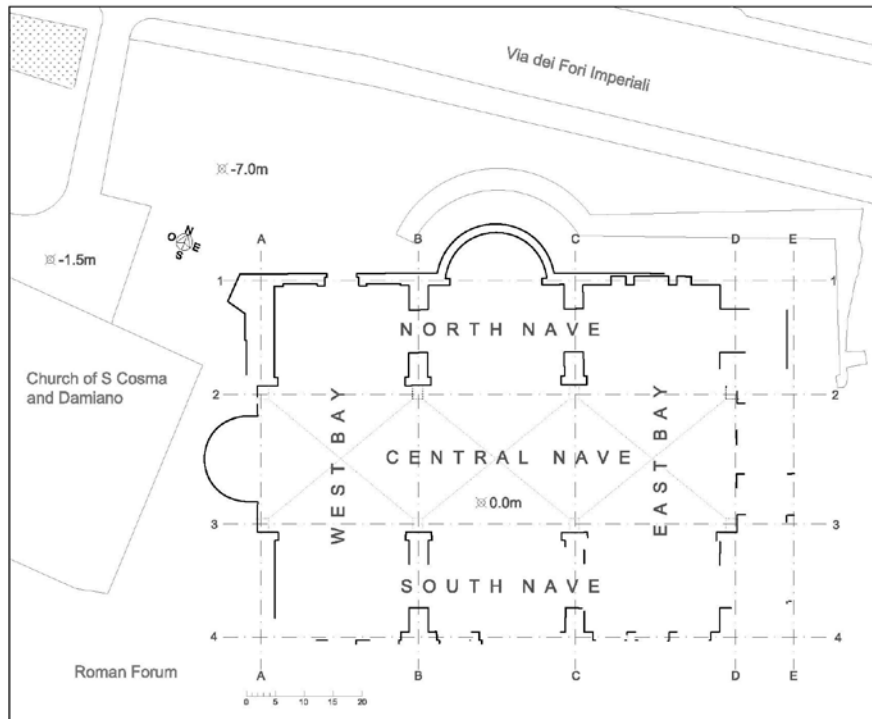 Via dei Fori Imperiali
-7.0m
N
O
E
S
A
B
C
D
E
-1.5m
1
1
NORTH NAVE
Church of S Cosma
and Damiano
2
2
WEST BAY
CENTRAL NAVE
EAST BAY
0.0m
3
3
SOUTH NAVE
4
4
Roman Forum
A
B
C
D
E
0 5 10 15 20